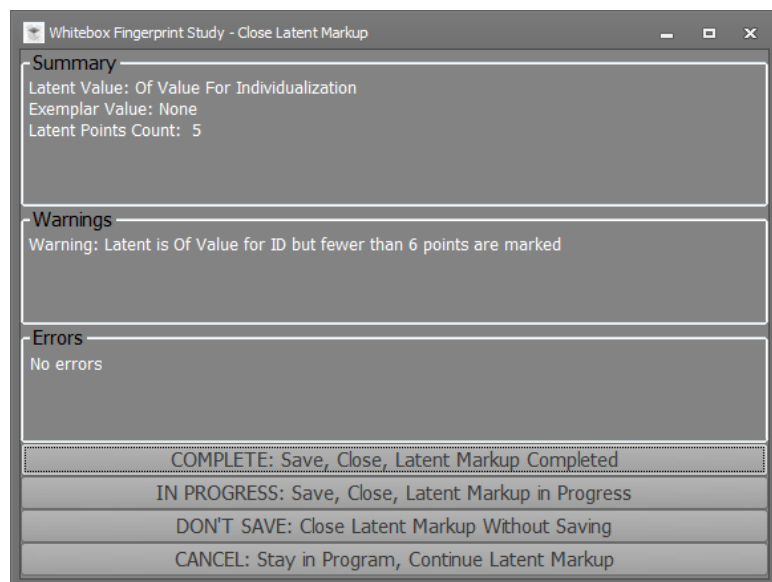 Whitebox Fingerprint Study - Close Latent Markup
Summary
Latent Value: Of Value For Individualization
Exemplar Value: None
Latent Points Count: 5
Warnings
Warning: Latent is Of Value for ID but fewer than 6 points are marked
Errors
No errors
COMPLETE: Save, Close, Latent Markup Completed
IN PROGRESS: Save, Close, Latent Markup in Progress
DON'T SAVE: Close Latent Markup Without Saving
CANCEL: Stay in Program, Continue Latent Markup